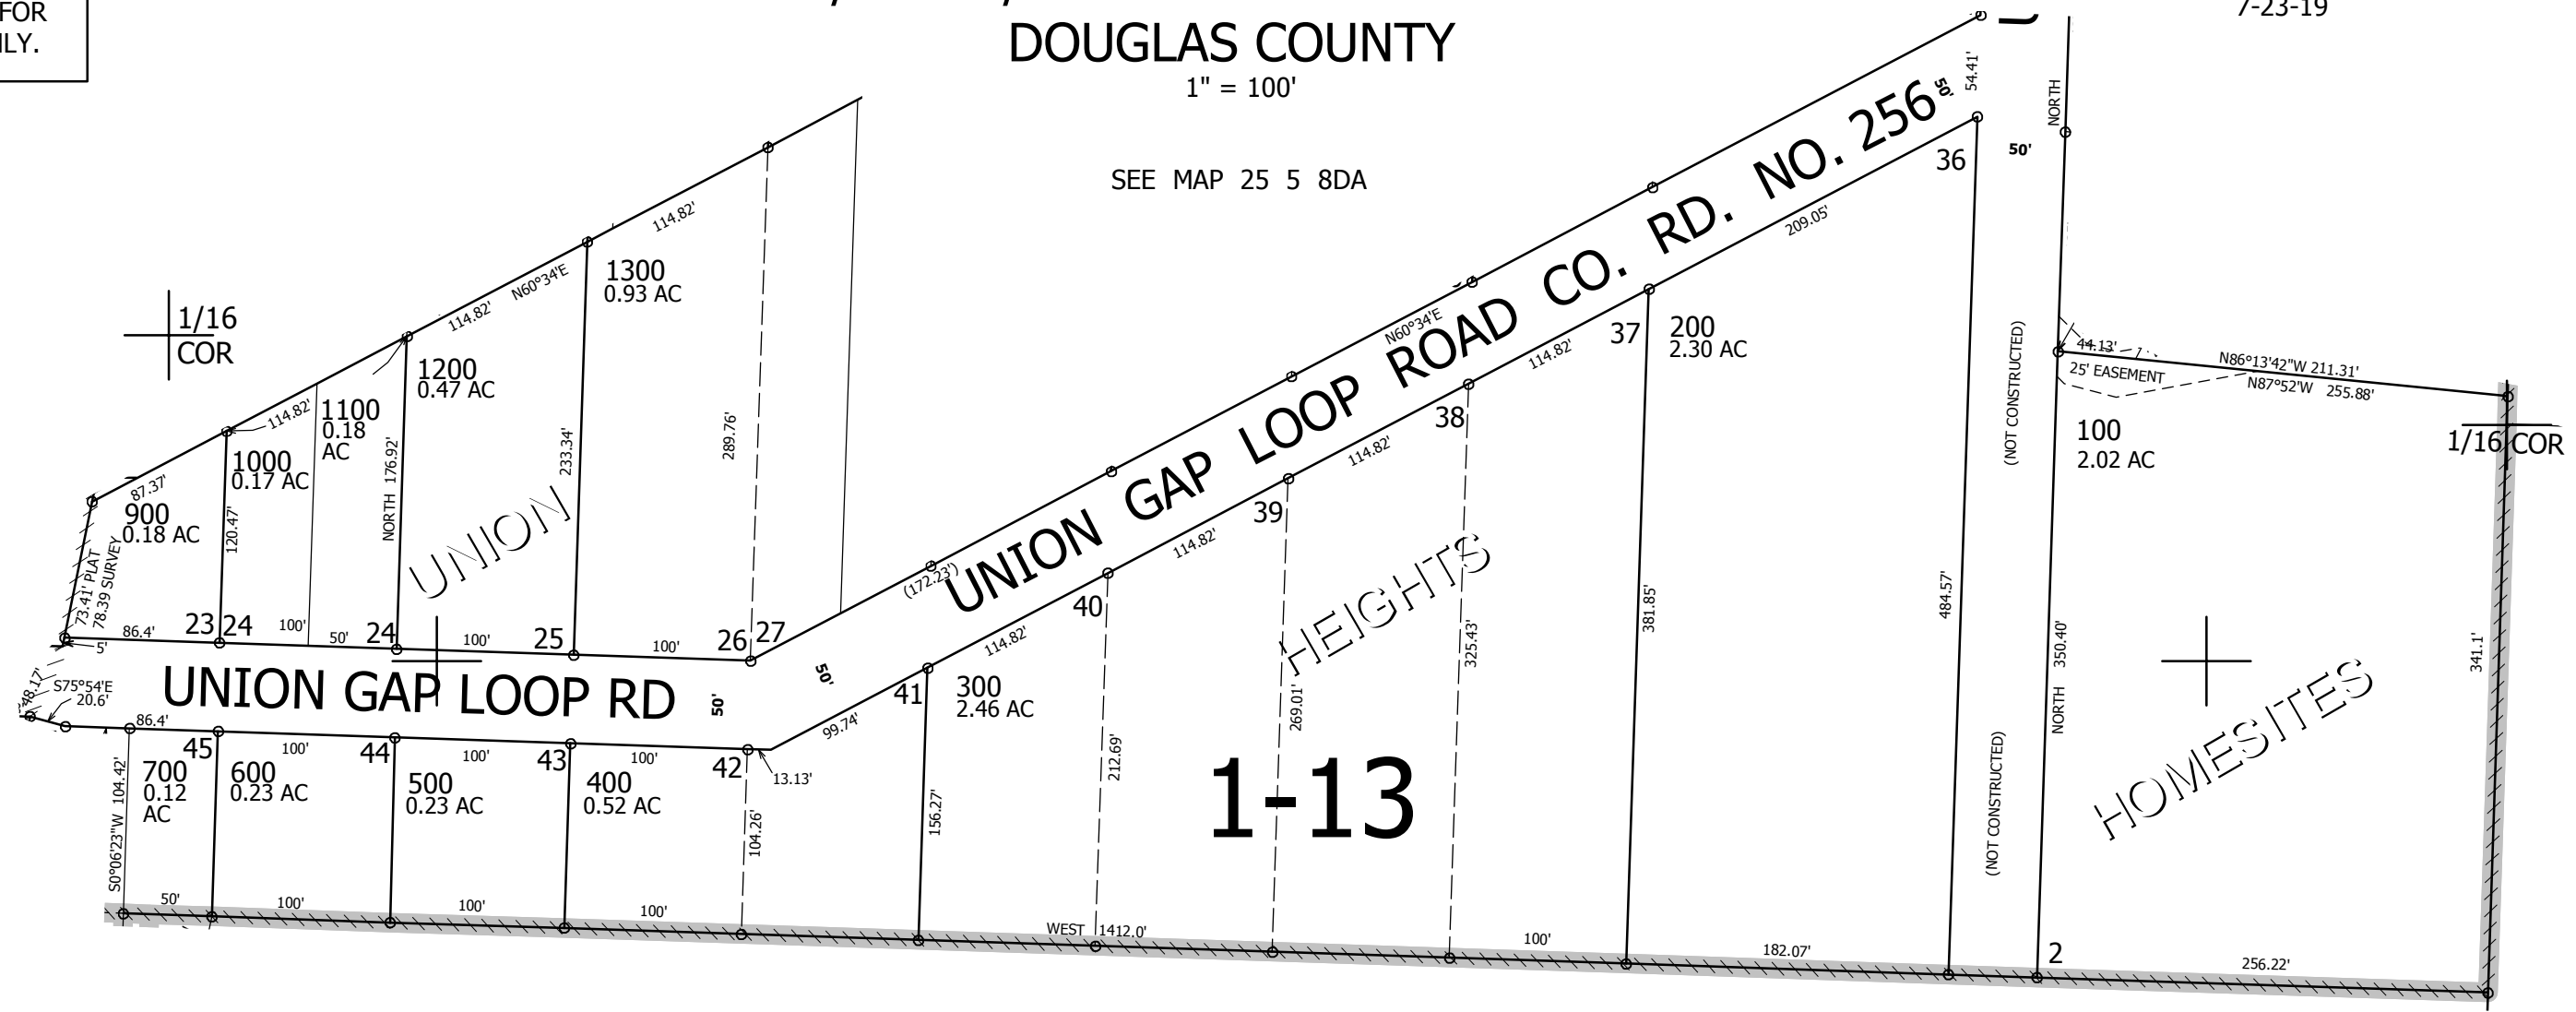 FOR
LY.
DOUGLAS COUNTY
1" = 100'
7-23-19
SEE MAP 25 5 8DA
1/16
COR
114.82'
N60°34'E
114.82'
1300
0.93 AC
1200
0.47 AC
114.82'
1100
0.18
AC
1000
0.17 AC
87.37'
900
0.18 AC
120.47'
NORTH 176.92'
233.34'
289.76'
73.41' PLAT
78.39 SURVEY
UNION
86.4'
23
24
100'
50'
24
100'
25
100'
26
27
5'
48.17'
S75°54'E
20.6'
UNION GAP LOOP RD
50'
50'
(172.23')
UNION GAP LOOP ROAD CO. RD. NO. 256
50'
N60°34'E
54.41'
50'
NORTH
36
209.05'
37
200
2.30 AC
114.82'
38
114.82'
39
114.82'
40
114.82'
41
300
2.46 AC
99.74'
13.13'
86.4'
45
100'
44
100'
43
100'
42
700
0.12
AC
600
0.23 AC
500
0.23 AC
400
0.52 AC
S0°06'23"W 104.42'
104.26'
156.27'
212.69'
269.01'
325.43'
381.85'
484.57'
HEIGHTS
1-13
(NOT CONSTRUCTED)
(NOT CONSTRUCTED)
NORTH 350.40'
44.13'
N86°13'42"W 211.31'
25' EASEMENT
N87°52'W 255.88'
100
2.02 AC
1/16 COR
341.1'
HOMESITES
50'
100'
100'
100'
WEST 1412.0'
100'
182.07'
2
256.22'